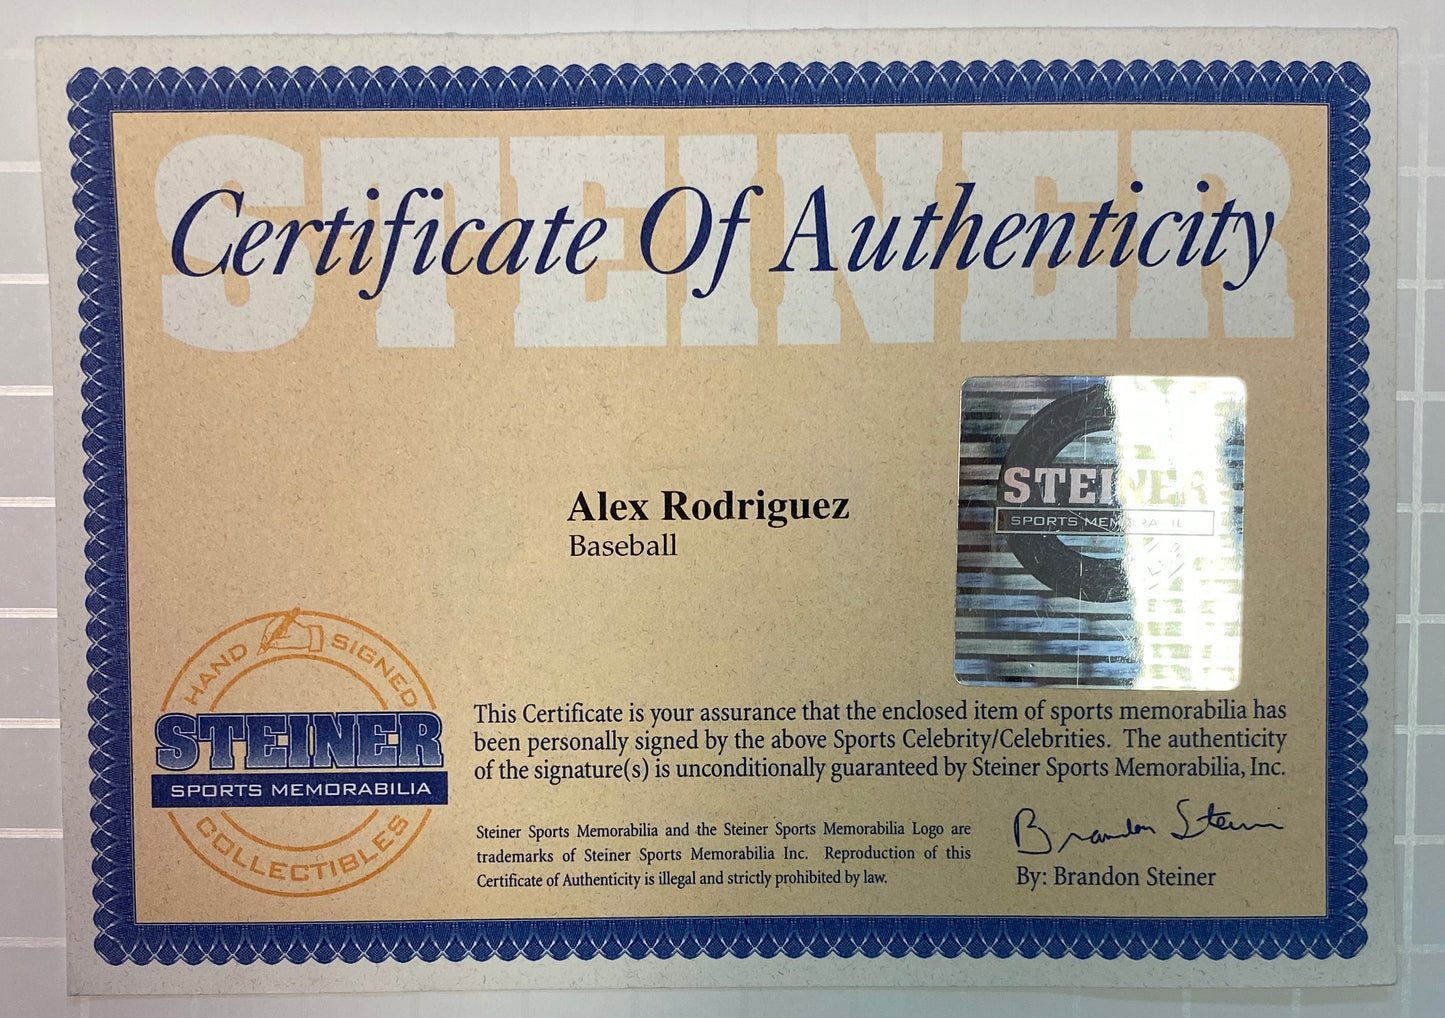 STEINER
Certificate Of Authenticity
STEINER
SPORTS MEMORABILIA
Alex Rodriguez
Baseball
HAND SIGNED
STEINER
SPORTS MEMORABILIA
COLLECTIBLES
This Certificate is your assurance that the enclosed item of sports memorabilia has
been personally signed by the above Sports Celebrity/Celebrities. The authenticity
of the signature(s) is unconditionally guaranteed by Steiner Sports Memorabilia, Inc.
Steiner Sports Memorabilia and the Steiner Sports Memorabilia Logo are
trademarks of Steiner Sports Memorabilia Inc. Reproduction of this
Certificate of Authenticity is illegal and strictly prohibited by law.
Brandon Steiner
By: Brandon Steiner